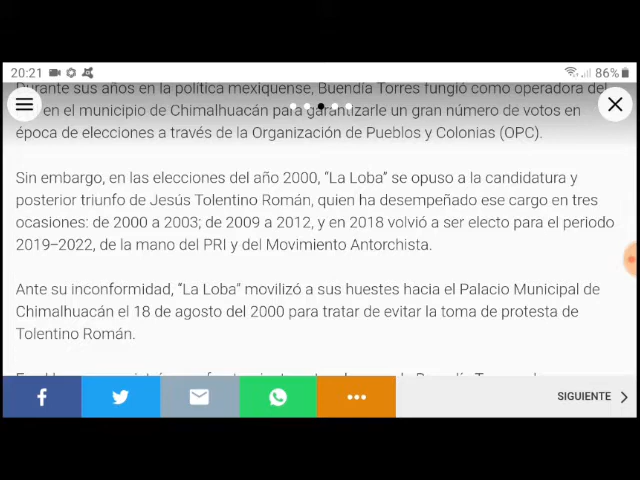 20:21 86%
Durante sus años en la política mexiquense, Buendía Torres fungió como operadora del
en el municipio de Chimalhuacán para garantizarle un gran número de votos en
época de elecciones a través de la Organización de Pueblos y Colonias (OPC).
Sin embargo, en las elecciones del año 2000, “La Loba” se opuso a la candidatura y
posterior triunfo de Jesús Tolentino Román, quien ha desempeñado ese cargo en tres
ocasiones: de 2000 a 2003; de 2009 a 2012, y en 2018 volvió a ser electo para el periodo
2019–2022, de la mano del PRI y del Movimiento Antorchista.
Ante su inconformidad, “La Loba” movilizó a sus huestes hacia el Palacio Municipal de
Chimalhuacán el 18 de agosto del 2000 para tratar de evitar la toma de protesta de
Tolentino Román.
SIGUIENTE